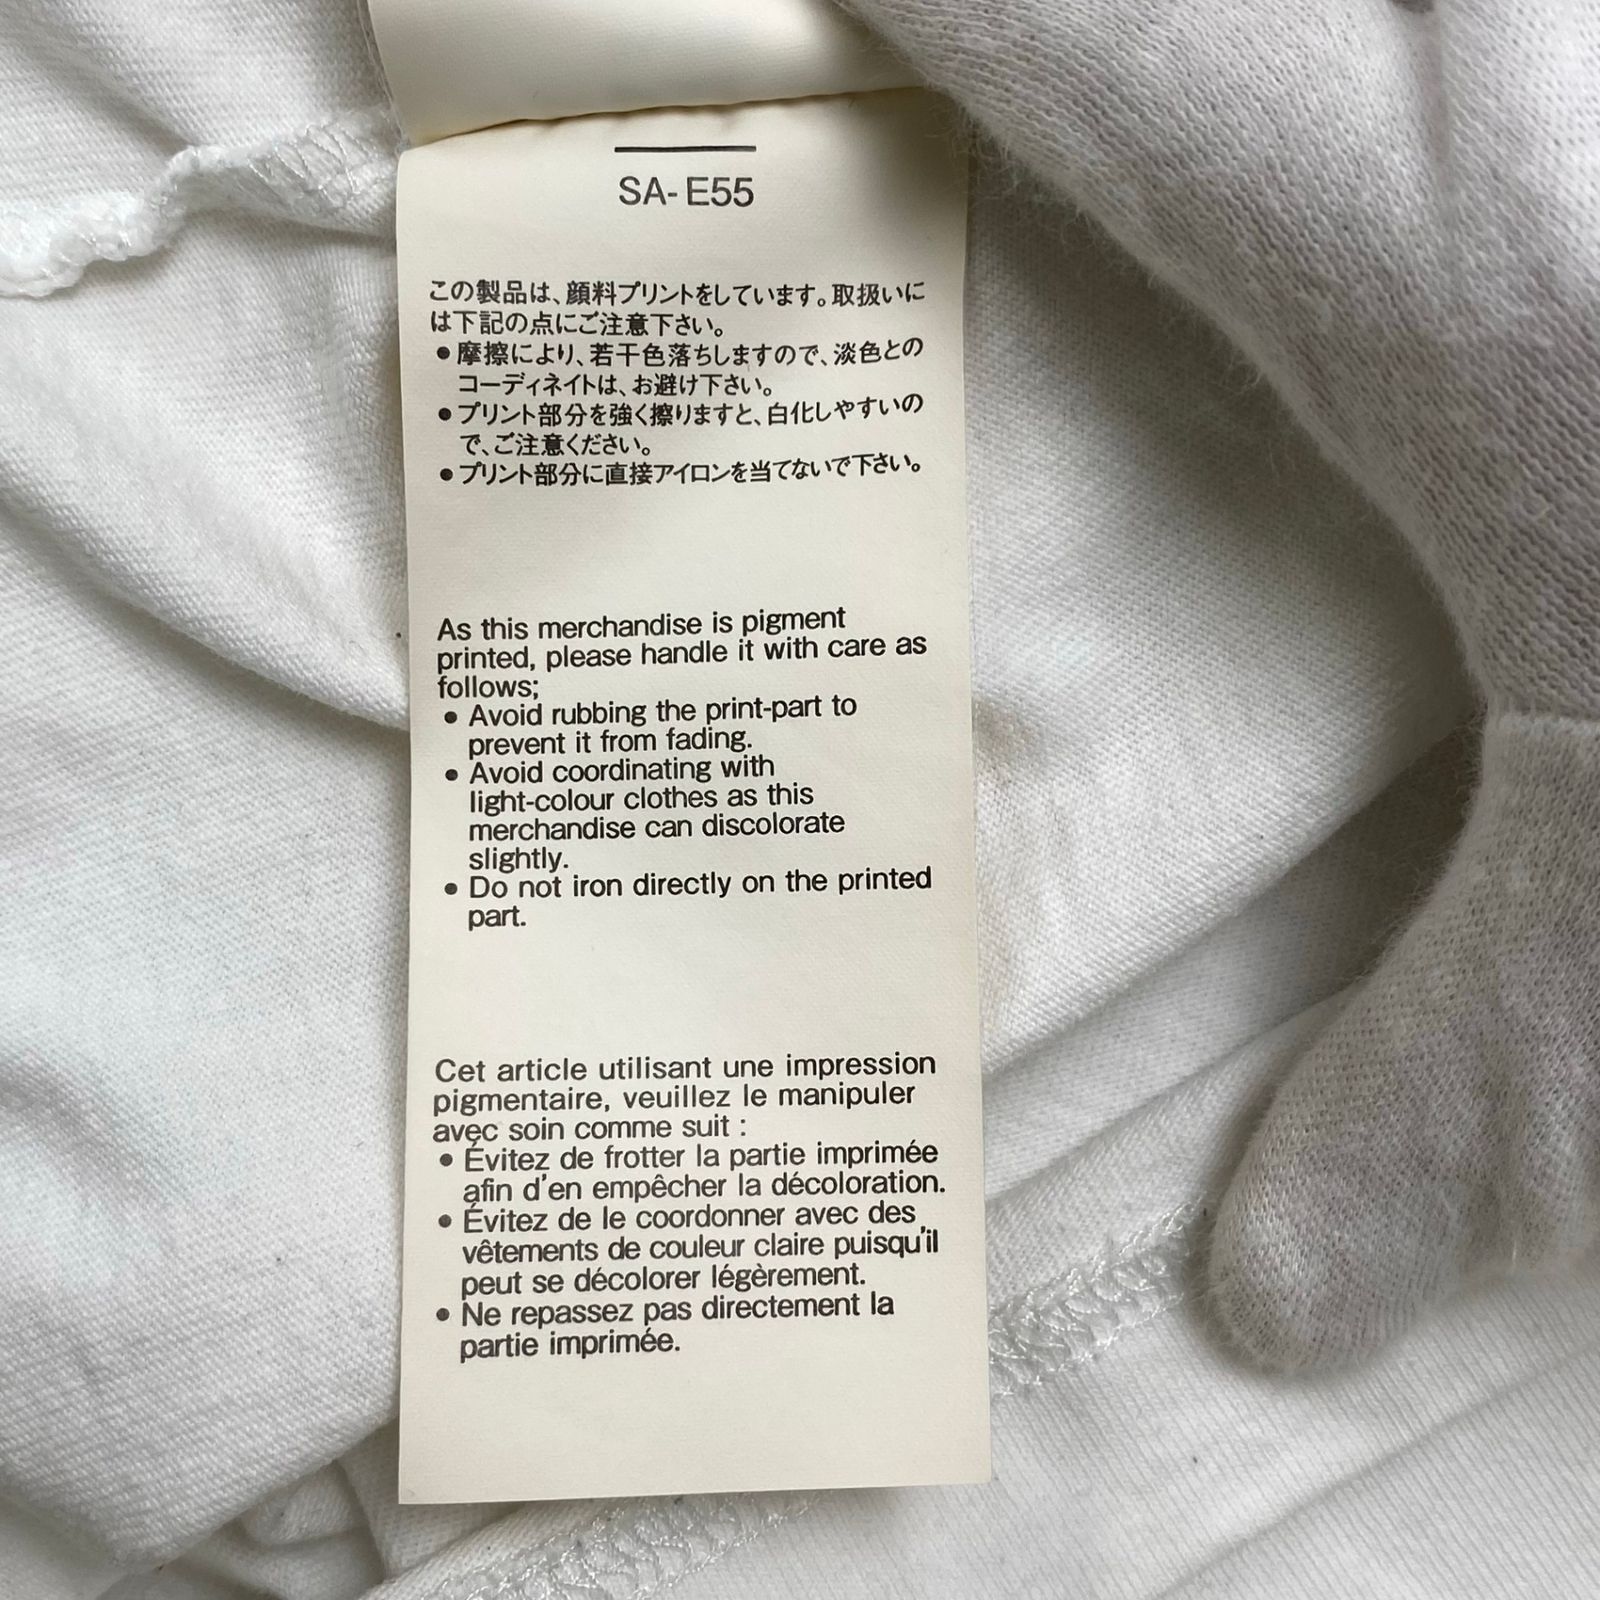 SA- E55
この製品は、顔料プリントをしています。取扱いに
は下記の点にご注意下さい。
●摩擦により、若干色落ちしますので、淡色との
コーディネイトは、お避け下さい。
●プリント部分を強く擦りますと、白化しやすいの
で、ご注意ください。
●プリント部分に直接アイロンを当てないで下さい。
As this merchandise is pigment
printed, please handle it with care as
follows;
● Avoid rubbing the print-part to
prevent it from fading.
● Avoid coordinating with
light-colour clothes as this
merchandise can discolorate
slightly.
● Do not iron directly on the printed
part.
Cet article utilisant une impression
pigmentaire, veuillez le manipuler
avec soin comme suit :
● Évitez de frotter la partie imprimée
afin d'en empêcher la décoloration.
● Évitez de le coordonner avec des
vêtements de couleur claire puisqu'il
peut se décolorer légèrement.
● Ne repassez pas directement la
partie imprimée.